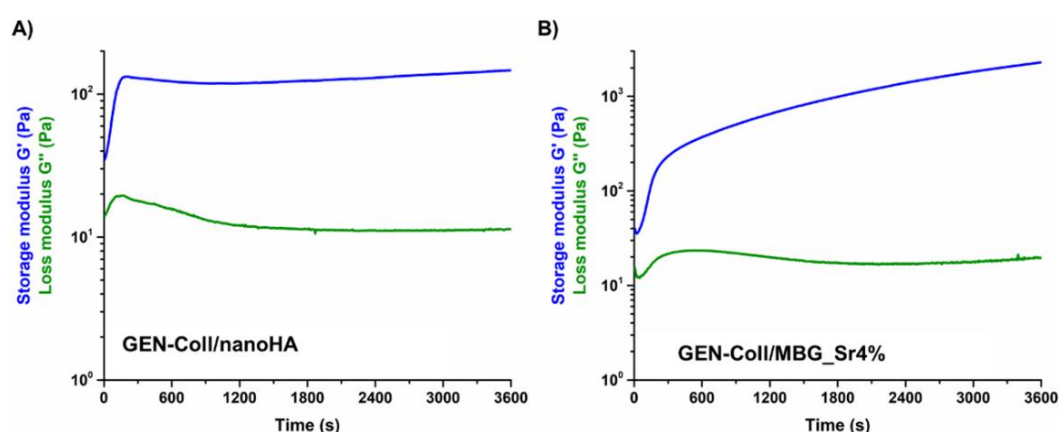 A)
Storage modulus G' (Pa)
Loss modulus G" (Pa)
10²
10¹
10⁰
GEN-Coll/nanoHA
0 600 1200 1800 2400 3000 3600
Time (s)
B)
Storage modulus G' (Pa)
Loss modulus G" (Pa)
10³
10²
10¹
10⁰
GEN-Coll/MBG_Sr4%
0 600 1200 1800 2400 3000 3600
Time (s)